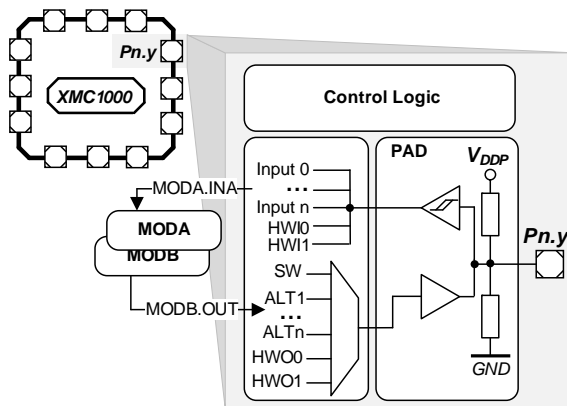 Pn.y
XMC1000
Control Logic
PAD
VDDP
Input 0
...
Input n
HWI0
HWI1
MODA.INA
MODA
MODB
MODB.OUT
SW
ALT1
...
ALTn
HWO0
HWO1
Pn.y
GND